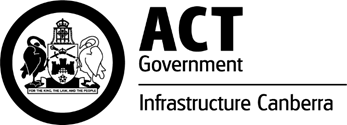 ACT
Government
Infrastructure Canberra
FOR THE KING, THE LAW, AND THE PEOPLE